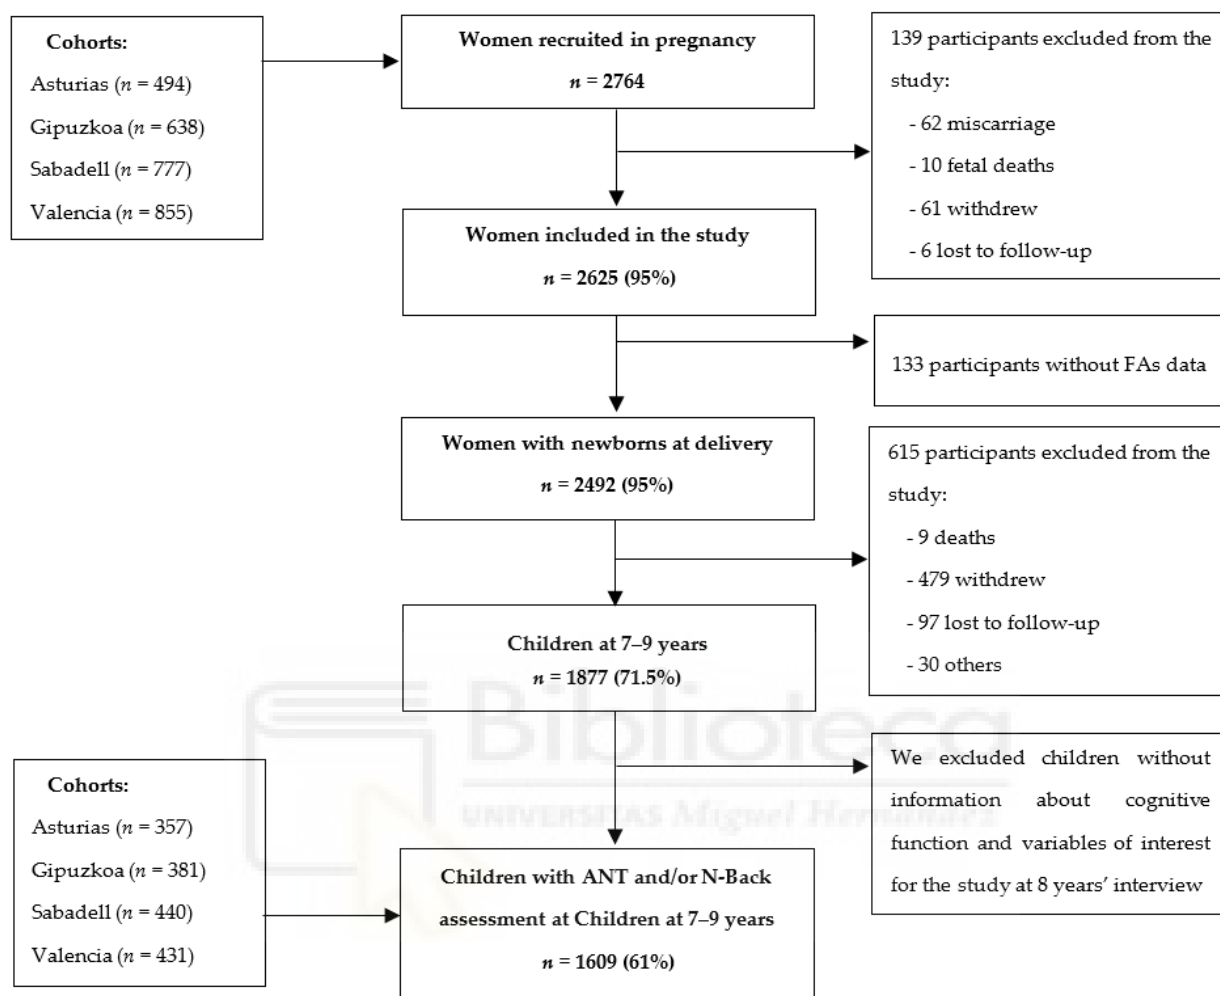 Cohorts:
Asturias (n = 494)
Gipuzkoa (n = 638)
Sabadell (n = 777)
Valencia (n = 855)
Women recruited in pregnancy
n = 2764
139 participants excluded from the
study:
- 62 miscarriage
- 10 fetal deaths
- 61 withdrew
- 6 lost to follow-up
Women included in the study
n = 2625 (95%)
133 participants without FAs data
Women with newborns at delivery
n = 2492 (95%)
615 participants excluded from the
study:
- 9 deaths
- 479 withdrew
- 97 lost to follow-up
- 30 others
Children at 7–9 years
n = 1877 (71.5%)
Biblioteca
UNIVERSITAS Miguel Hernández
We excluded children without
information about cognitive
function and variables of interest
for the study at 8 years’ interview
Cohorts:
Asturias (n = 357)
Gipuzkoa (n = 381)
Sabadell (n = 440)
Valencia (n = 431)
Children with ANT and/or N-Back
assessment at Children at 7–9 years
n = 1609 (61%)